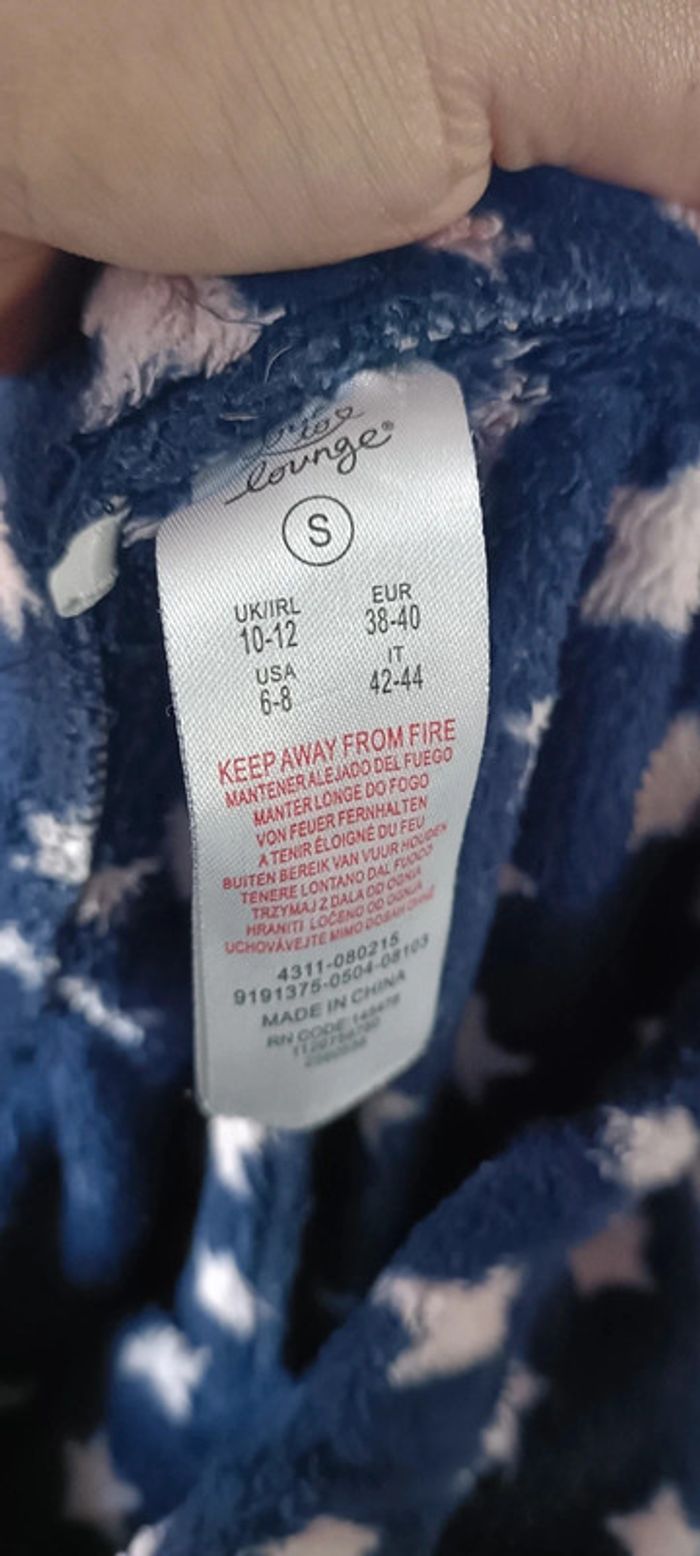 lounge®
S
UK/IRL
10-12
EUR
38-40
USA
6-8
IT
42-44
KEEP AWAY FROM FIRE
MANTENER ALEJADO DEL FUEGO
MANTER LONGE DO FOGO
VON FEUER FERNHALTEN
A TENIR ÉLOIGNÉ DU FEU
BUITEN BEREIK VAN VUUR HOUDEN
TENERE LONTANO DAL FUOCO
TRZYMAJ Z DALA OD OGNIA
HRANITI LOČENO OD OGNJA
UCHOVÁVEJTE MIMO DOSAH OHNĚ
4311-080215
9191375-0504-08103
MADE IN CHINA
RN CODE